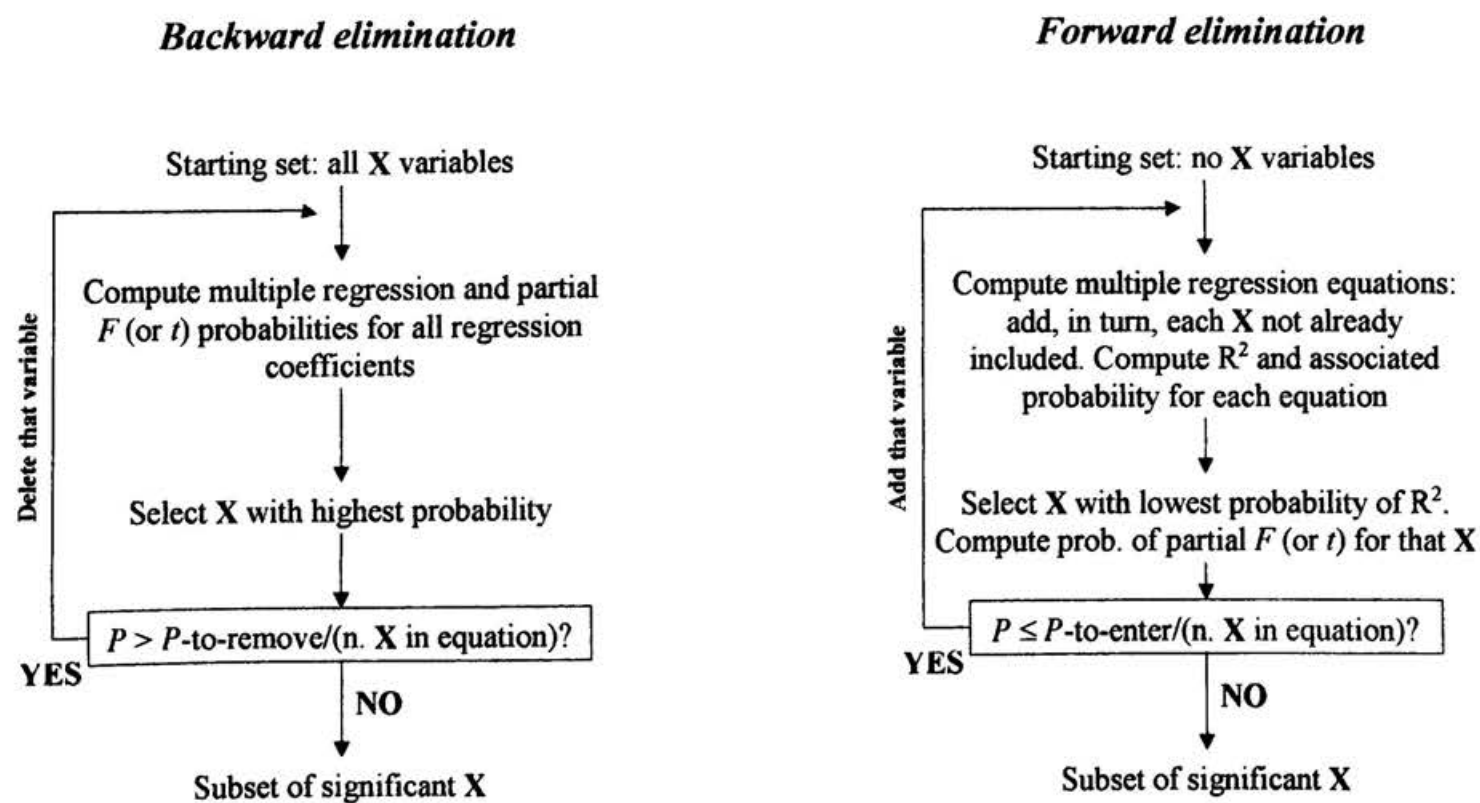 Backward elimination
Starting set: all X variables
Compute multiple regression and partial
F (or t) probabilities for all regression
coefficients
Delete that variable
Select X with highest probability
P > P-to-remove/(n. X in equation)?
YES
NO
Subset of significant X
Forward elimination
Starting set: no X variables
Compute multiple regression equations:
add, in turn, each X not already
included. Compute R² and associated
probability for each equation
Add that variable
Select X with lowest probability of R².
Compute prob. of partial F (or t) for that X
P ≤ P-to-enter/(n. X in equation)?
YES
NO
Subset of significant X